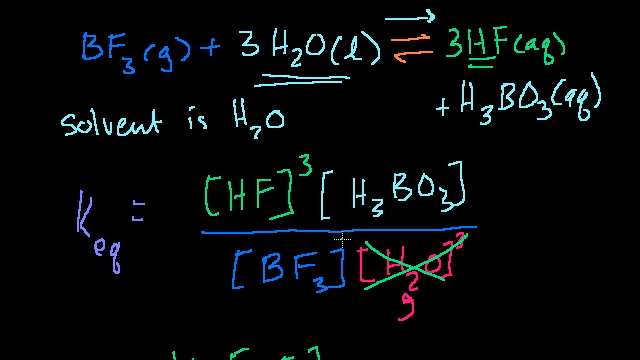 BF₃(g) + 3H₂O(l) ⇌ 3HF(aq)
+ H₃BO₃(aq)
solvent is H₂O
Keq = [HF]³ [H₃BO₃]
[BF₃] [H₂O]³
g